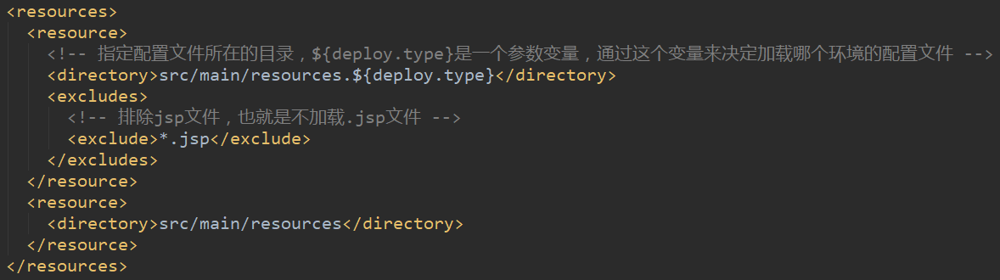 <resources>
<resource>
<!-- 指定配置文件所在的目录，${deploy.type}是一个参数变量，通过这个变量来决定加载哪个环境的配置文件 -->
<directory>src/main/resources.${deploy.type}</directory>
<excludes>
<!-- 排除jsp文件，也就是不加载.jsp文件 -->
<exclude>*.jsp</exclude>
</excludes>
</resource>
<resource>
<directory>src/main/resources</directory>
</resource>
</resources>